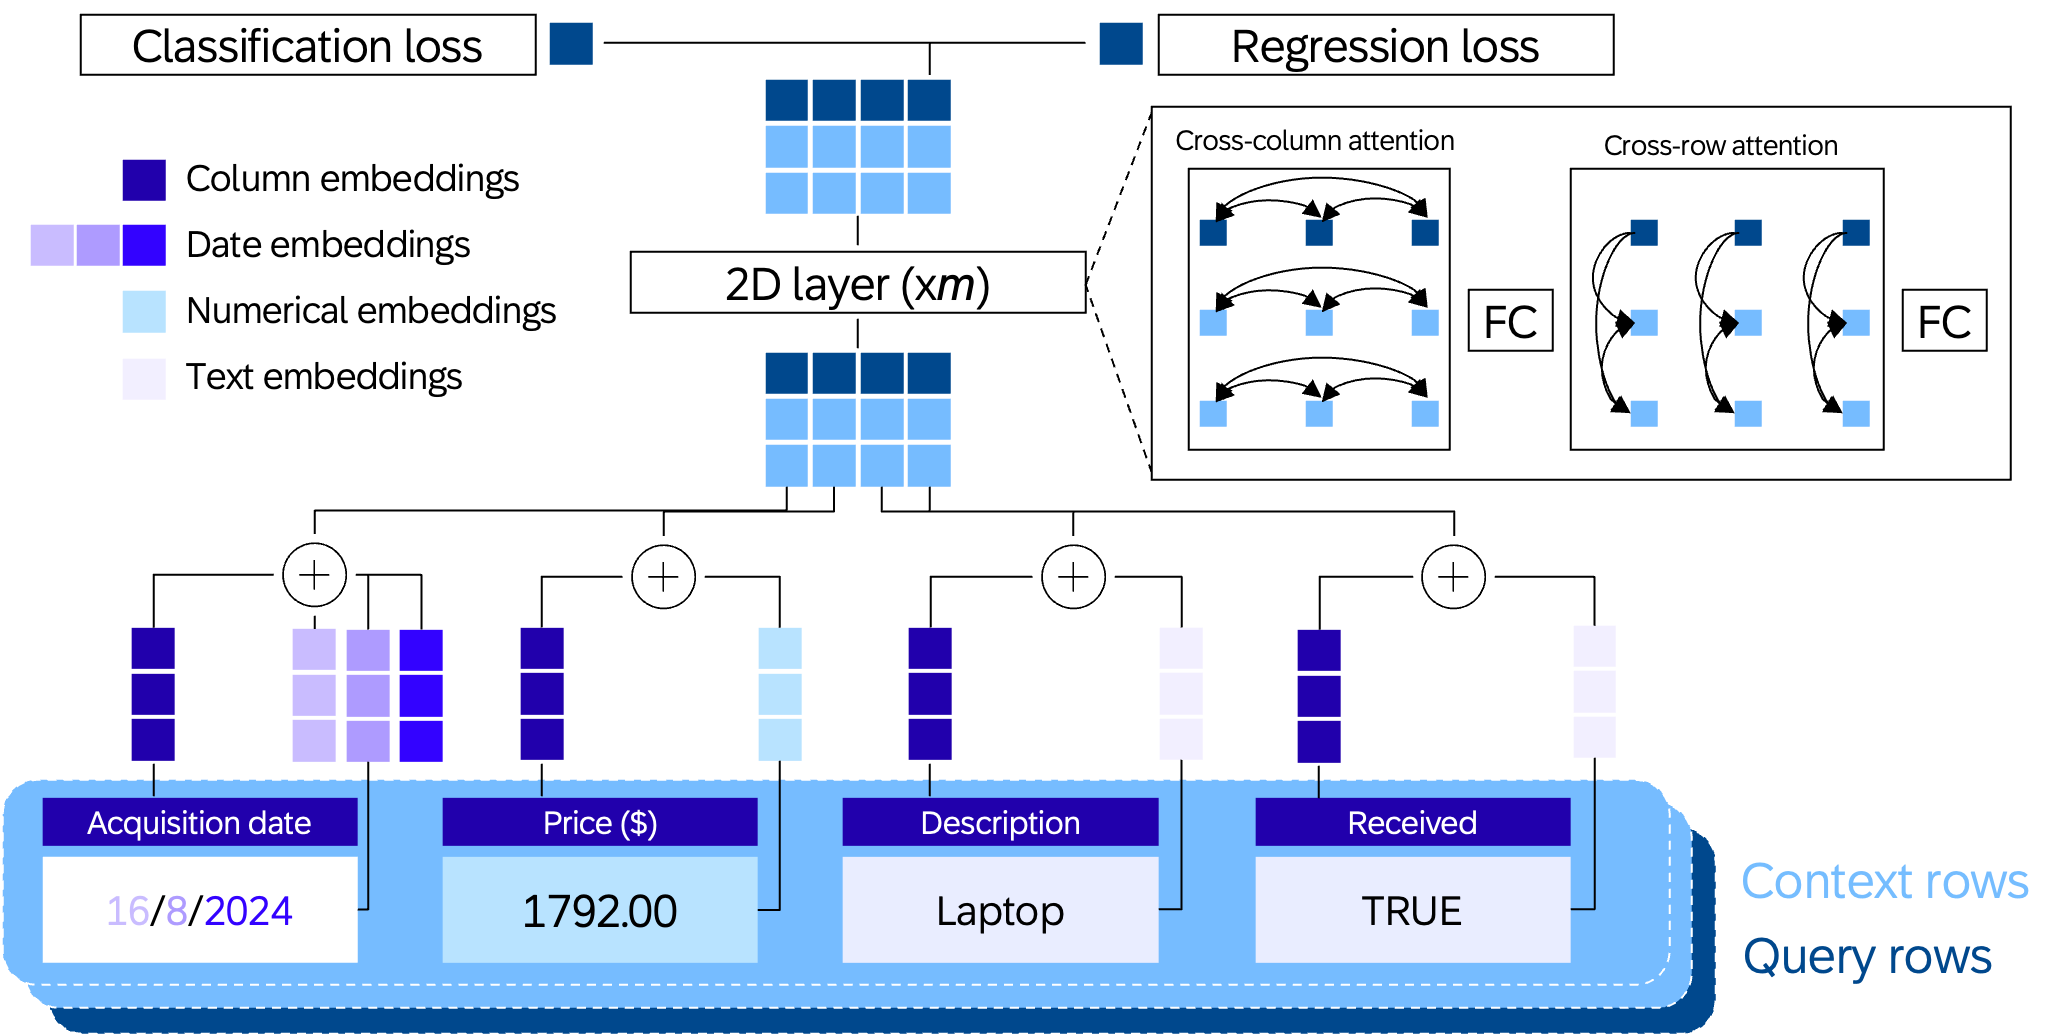 Classification loss
Regression loss
Column embeddings
Date embeddings
Numerical embeddings
Text embeddings
2D layer (xm)
Cross-column attention
Cross-row attention
FC
FC
Acquisition date
Price ($)
Description
Received
16/8/2024
1792.00
Laptop
TRUE
Context rows
Query rows